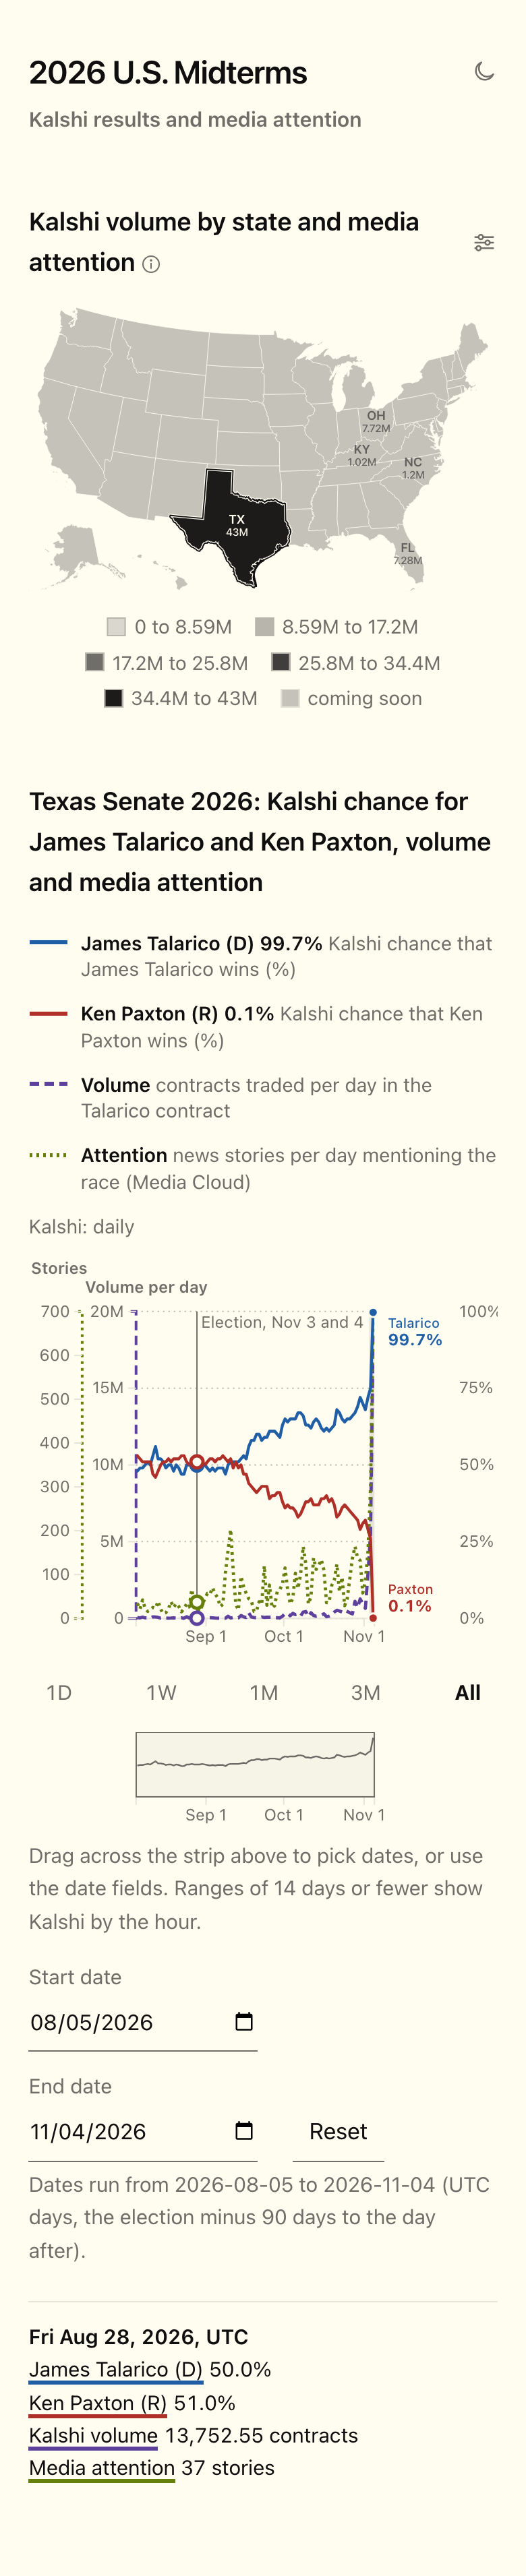 2026 U.S. Midterms
Kalshi results and media attention
Kalshi volume by state and media
attention
OH
7.72M
KY
1.02M
NC
1.2M
TX
43M
FL
7.28M
0 to 8.59M
8.59M to 17.2M
17.2M to 25.8M
25.8M to 34.4M
34.4M to 43M
coming soon
Texas Senate 2026: Kalshi chance for
James Talarico and Ken Paxton, volume
and media attention
James Talarico (D) 99.7% Kalshi chance that
James Talarico wins (%)
Ken Paxton (R) 0.1% Kalshi chance that Ken
Paxton wins (%)
Volume contracts traded per day in the
Talarico contract
Attention news stories per day mentioning the
race (Media Cloud)
Kalshi: daily
Stories
Volume per day
700 20M 100%
Election, Nov 3 and 4
Talarico
99.7%
600
15M 75%
500
400
10M 50%
300
200
5M 25%
100
Paxton
0.1%
0 0 0%
Sep 1 Oct 1 Nov 1
1D 1W 1M 3M All
Sep 1 Oct 1 Nov 1
Drag across the strip above to pick dates, or use
the date fields. Ranges of 14 days or fewer show
Kalshi by the hour.
Start date
08/05/2026
End date
11/04/2026
Reset
Dates run from 2026-08-05 to 2026-11-04 (UTC
days, the election minus 90 days to the day
after).
Fri Aug 28, 2026, UTC
James Talarico (D) 50.0%
Ken Paxton (R) 51.0%
Kalshi volume 13,752.55 contracts
Media attention 37 stories